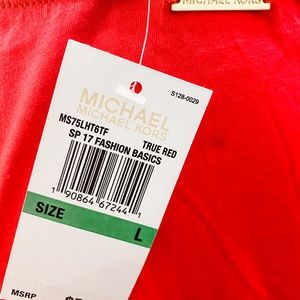 MICHAEL KORS
S128-0029
MICHAEL
MICHAEL KORS
MS75LHT6TF
TRUE RED
SP 17 FASHION BASICS
1 90864 67244 1
SIZE
L
MSRP